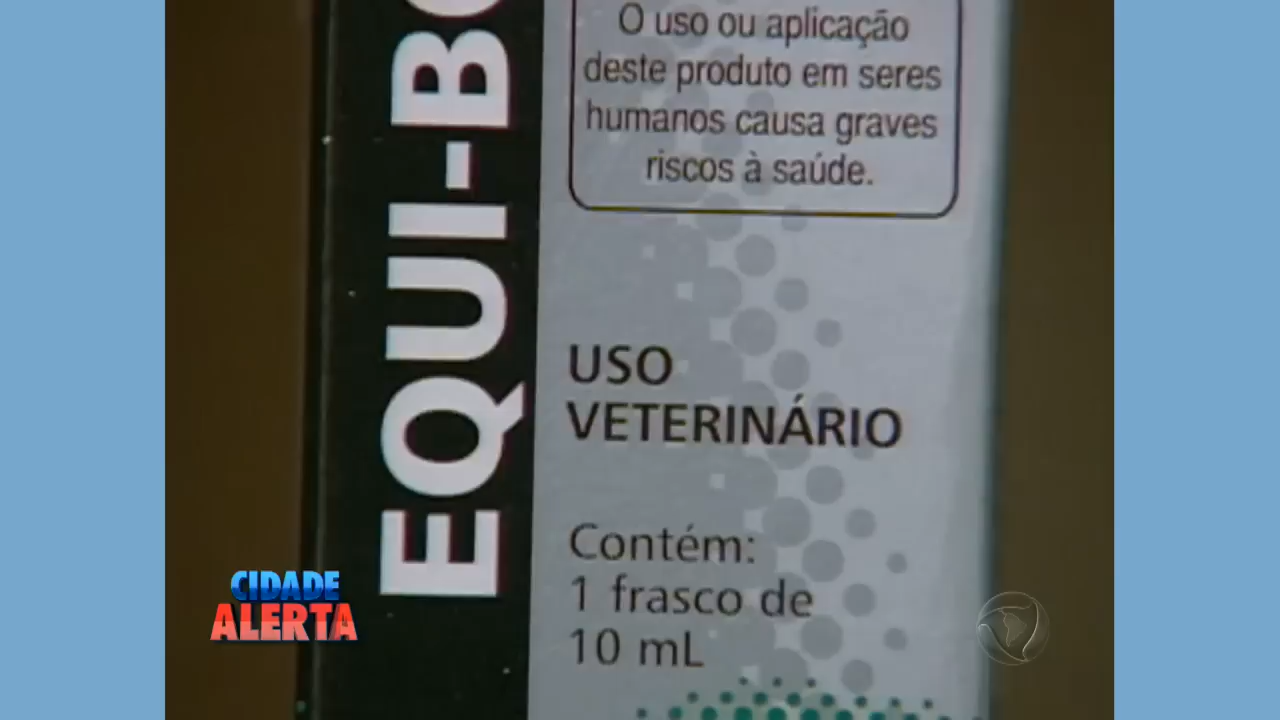 O uso ou aplicação
deste produto em seres
humanos causa graves
riscos à saúde.
USO
VETERINÁRIO
Contém:
1 frasco de
10 mL
CIDADE
ALERTA